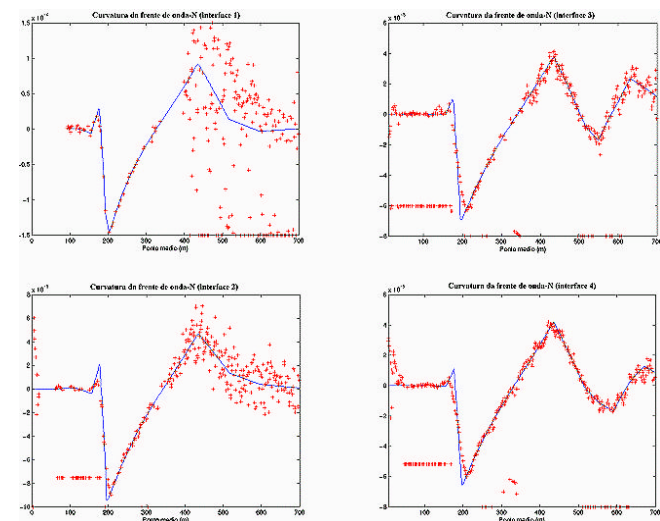 Curvatura da frente de onda-N (Interface 1)
x 10⁻⁴
1.5
1
0.5
0
-0.5
-1
-1.5
0 100 200 300 400 500 600 700
Ponto medio (m)
Curvatura da frente de onda-N (interface 3)
x 10⁻⁵
6
4
2
0
-2
-4
-6
-8
100 200 300 400 500 600 700
Ponto medio (m)
Curvatura da frente de onda-N (Interface 2)
8
6
4
2
0
-2
-4
-6
-8
-10
0 100 200 300 400 500 600 700
Ponto medio (m)
Curvatura da frente de onda-N (interface 4)
x 10⁻⁵
6
4
2
0
-2
-4
-6
-8
0 100 200 300 400 500 600 700
Ponto medio (m)